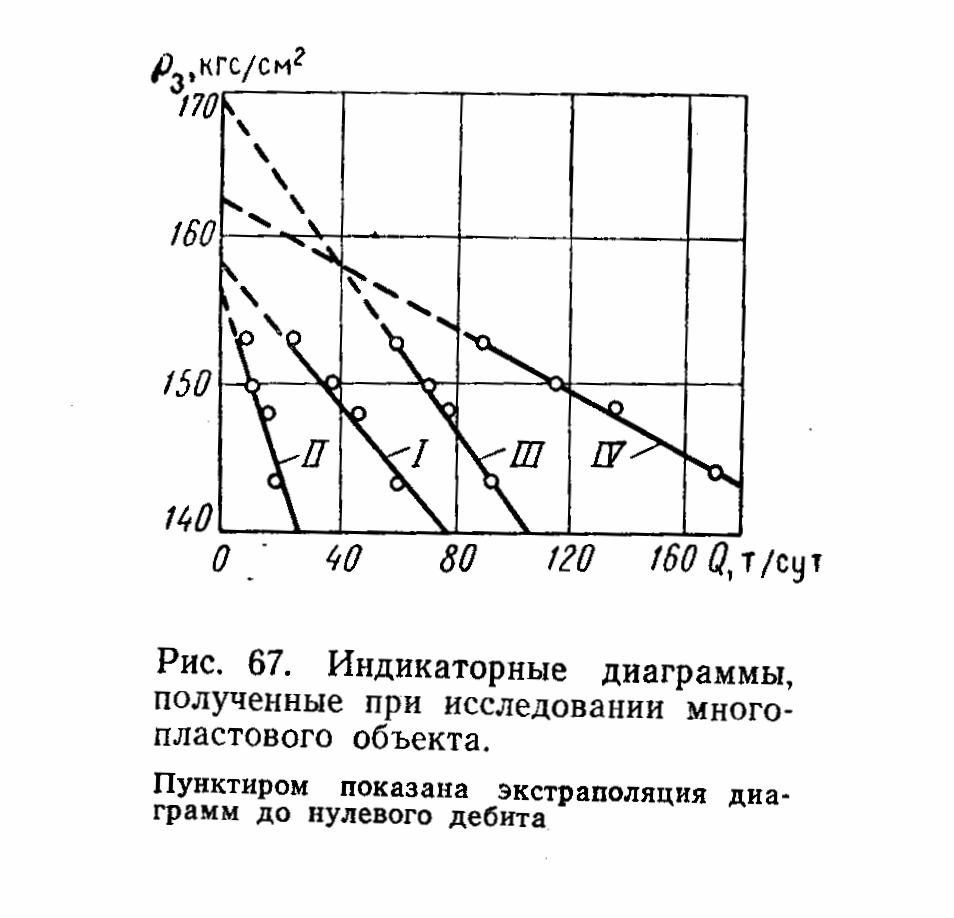 Pз, кгс/см²
170
160
150
140
II
I
III
IV
0 40 80 120 160 Q, т/сут
Рис. 67. Индикаторные диаграммы,
полученные при исследовании много-
пластового объекта.
Пунктиром показана экстраполяция диа-
грамм до нулевого дебита